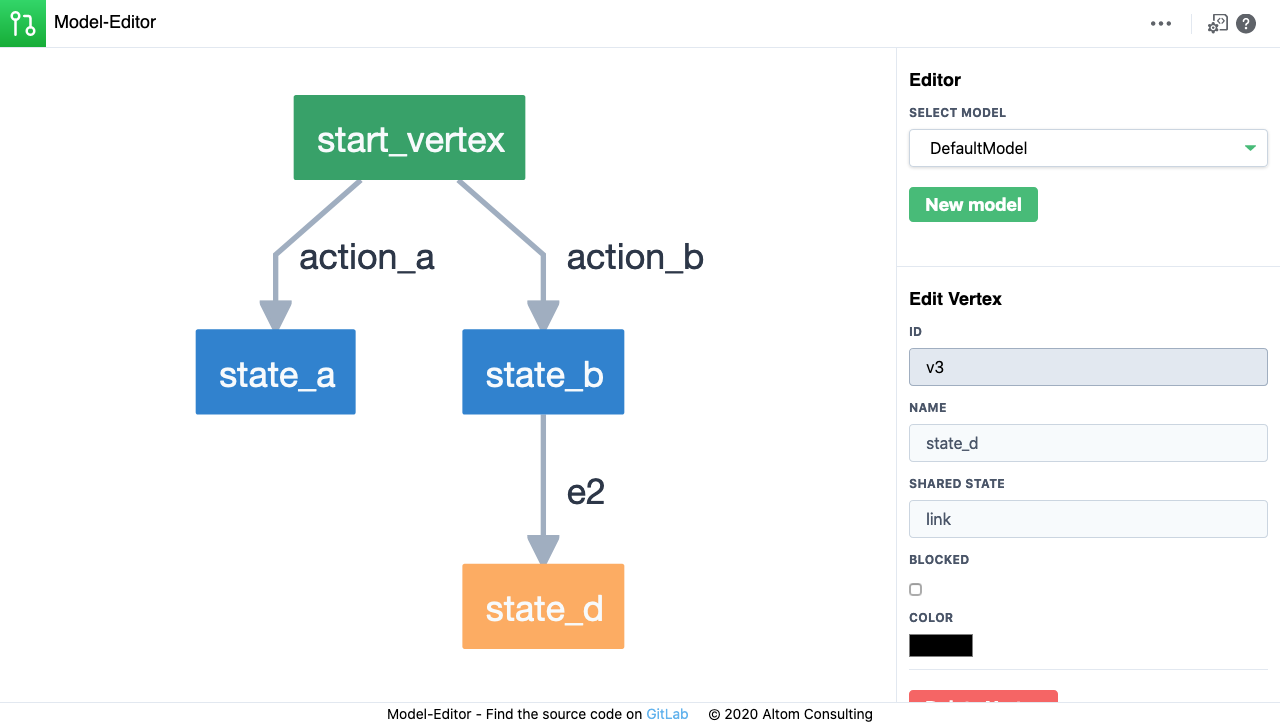 Model-Editor
start_vertex
action_a
action_b
state_a
state_b
e2
state_d
Editor
SELECT MODEL
DefaultModel
New model
Edit Vertex
ID
v3
NAME
state_d
SHARED STATE
link
BLOCKED
COLOR
Model-Editor - Find the source code on GitLab © 2020 Altom Consulting